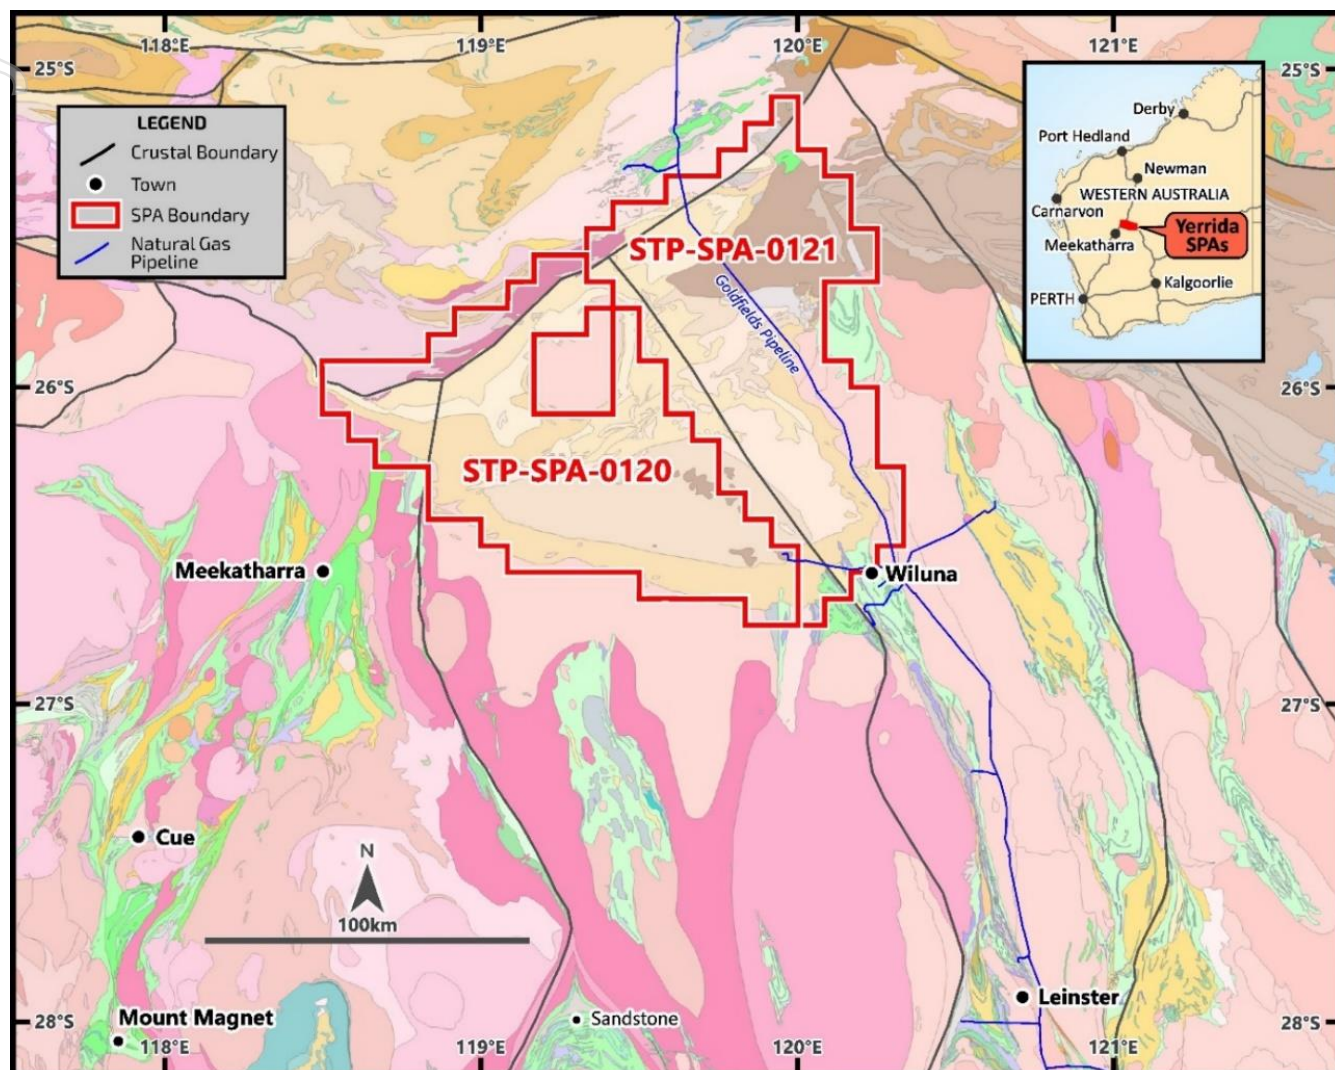 118°E
119°E
120°E
121°E
25°S
25°S
LEGEND
Crustal Boundary
Town
SPA Boundary
Natural Gas
Pipeline
Derby
Port Hedland
Newman
WESTERN AUSTRALIA
Carnarvon
Meekatharra
Yerrida
SPAs
Kalgoorlie
PERTH
STP-SPA-0121
Goldfields Pipeline
26°S
26°S
STP-SPA-0120
Meekatharra
Wiluna
27°S
27°S
Cue
N
100km
Leinster
Mount Magnet
Sandstone
28°S
28°S
118°E
119°E
120°E
121°E